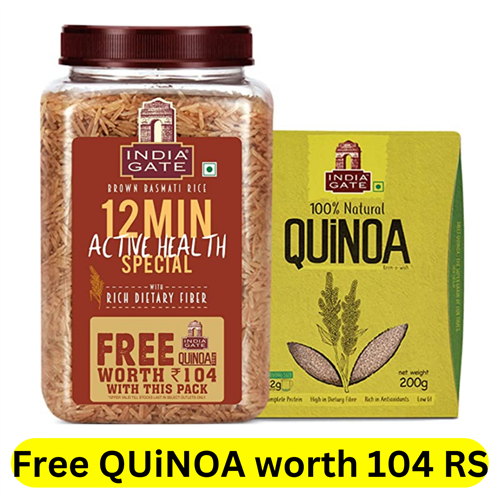 INDIA
GATE
BROWN BASMATI RICE
12MIN
ACTIVE HEALTH
SPECIAL
WITH
RICH DIETARY FIBER
FREE
INDIA
GATE
QUINOA
WORTH ₹104
WITH THIS PACK
INDIA
GATE
100% Natural
QUiNOA
net weight
200g
2g
mplete Protein
High in Dietary Fibre
Rich in Antioxidants
Low GI
Free QUiNOA worth 104 RS